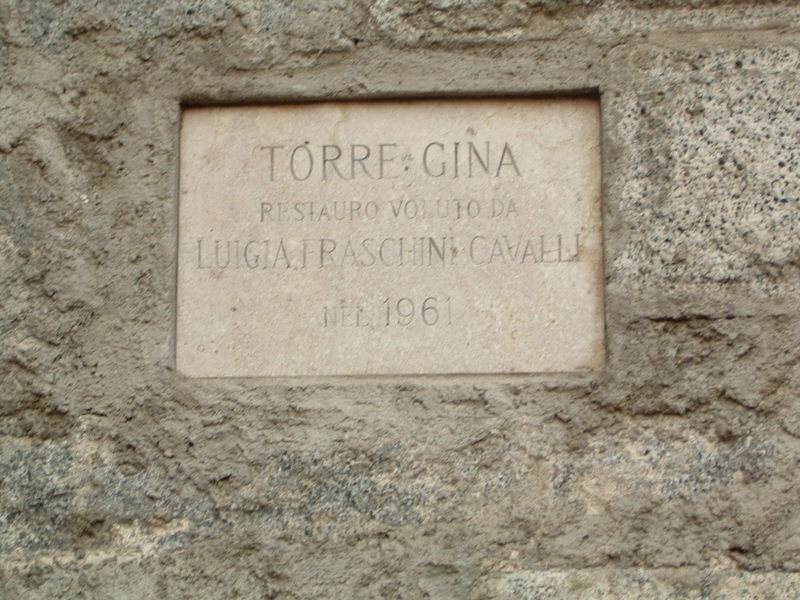 TORRE GINA
RESTAURO VOLUTO DA
LUIGIA FRASCHINI CAVALLI
NEL 1961